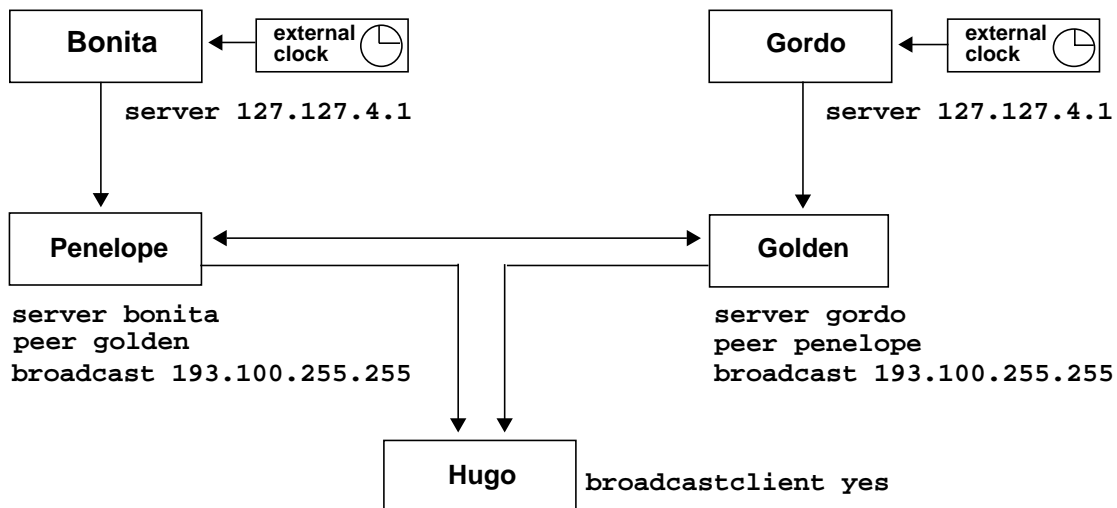 Bonita
external
clock
Gordo
external
clock
server 127.127.4.1
server 127.127.4.1
Penelope
Golden
server bonita
peer golden
broadcast 193.100.255.255
server gordo
peer penelope
broadcast 193.100.255.255
Hugo
broadcastclient yes